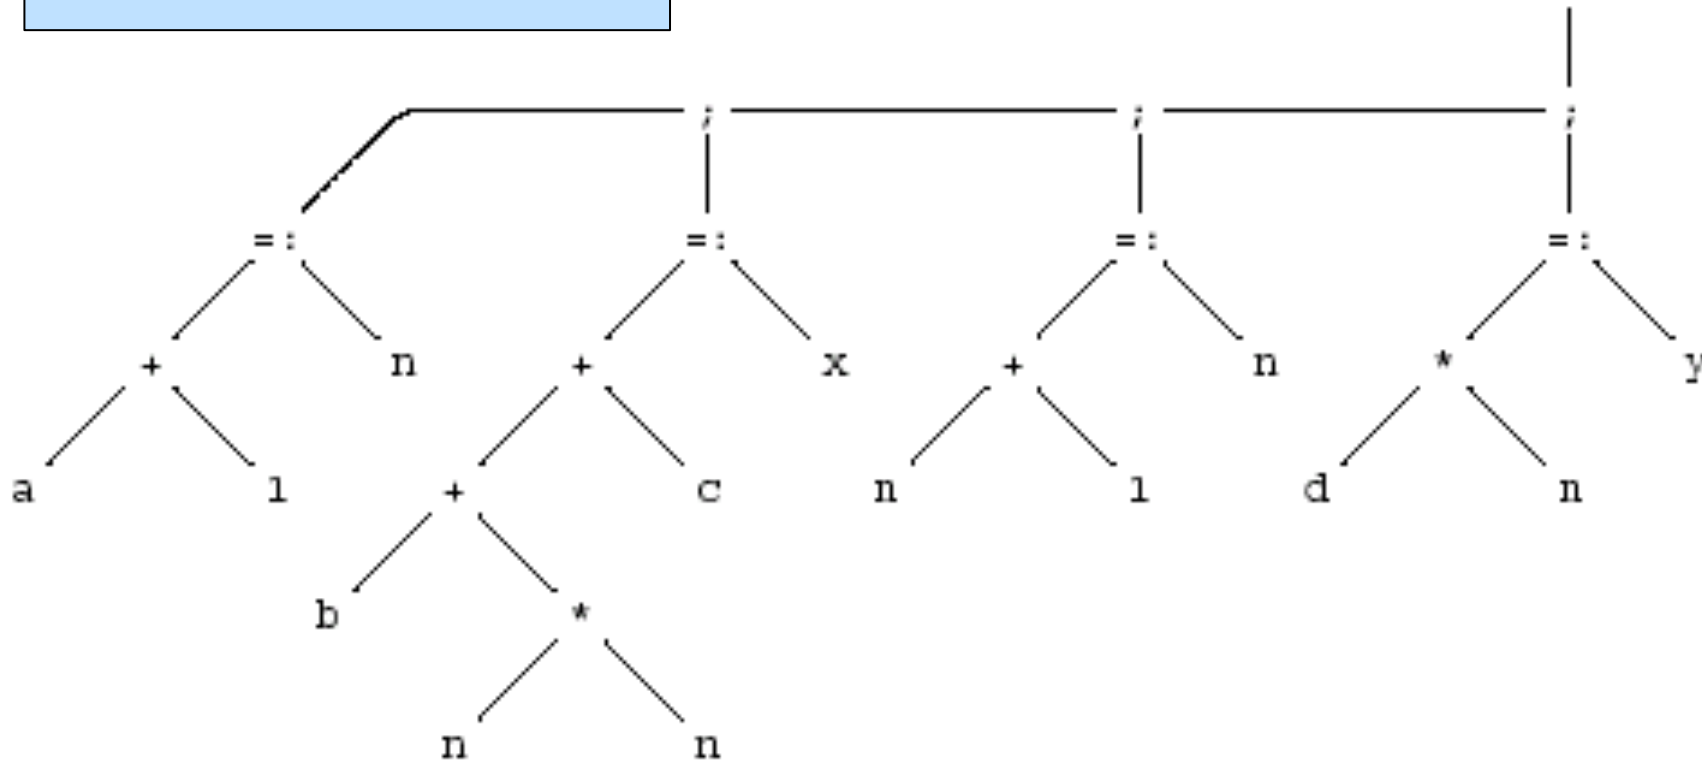 ; ; ;
=: =: =: =:
+ n + x + n * y
a 1 + c n 1 d n
b *
n n